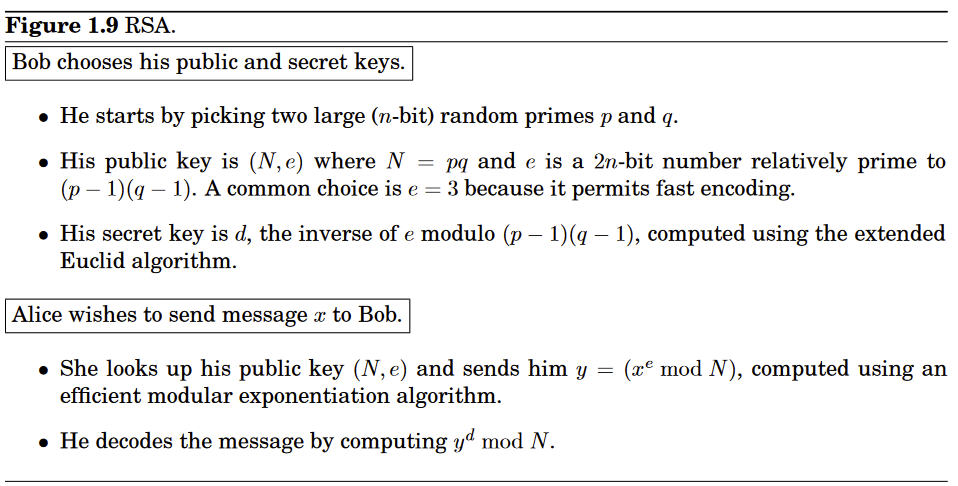 Figure 1.9 RSA.
Bob chooses his public and secret keys.
• He starts by picking two large (n-bit) random primes p and q.
• His public key is (N, e) where N = pq and e is a 2n-bit number relatively prime to
(p − 1)(q − 1). A common choice is e = 3 because it permits fast encoding.
• His secret key is d, the inverse of e modulo (p − 1)(q − 1), computed using the extended
Euclid algorithm.
Alice wishes to send message x to Bob.
• She looks up his public key (N, e) and sends him y = (xᵉ mod N), computed using an
efficient modular exponentiation algorithm.
• He decodes the message by computing yᵈ mod N.